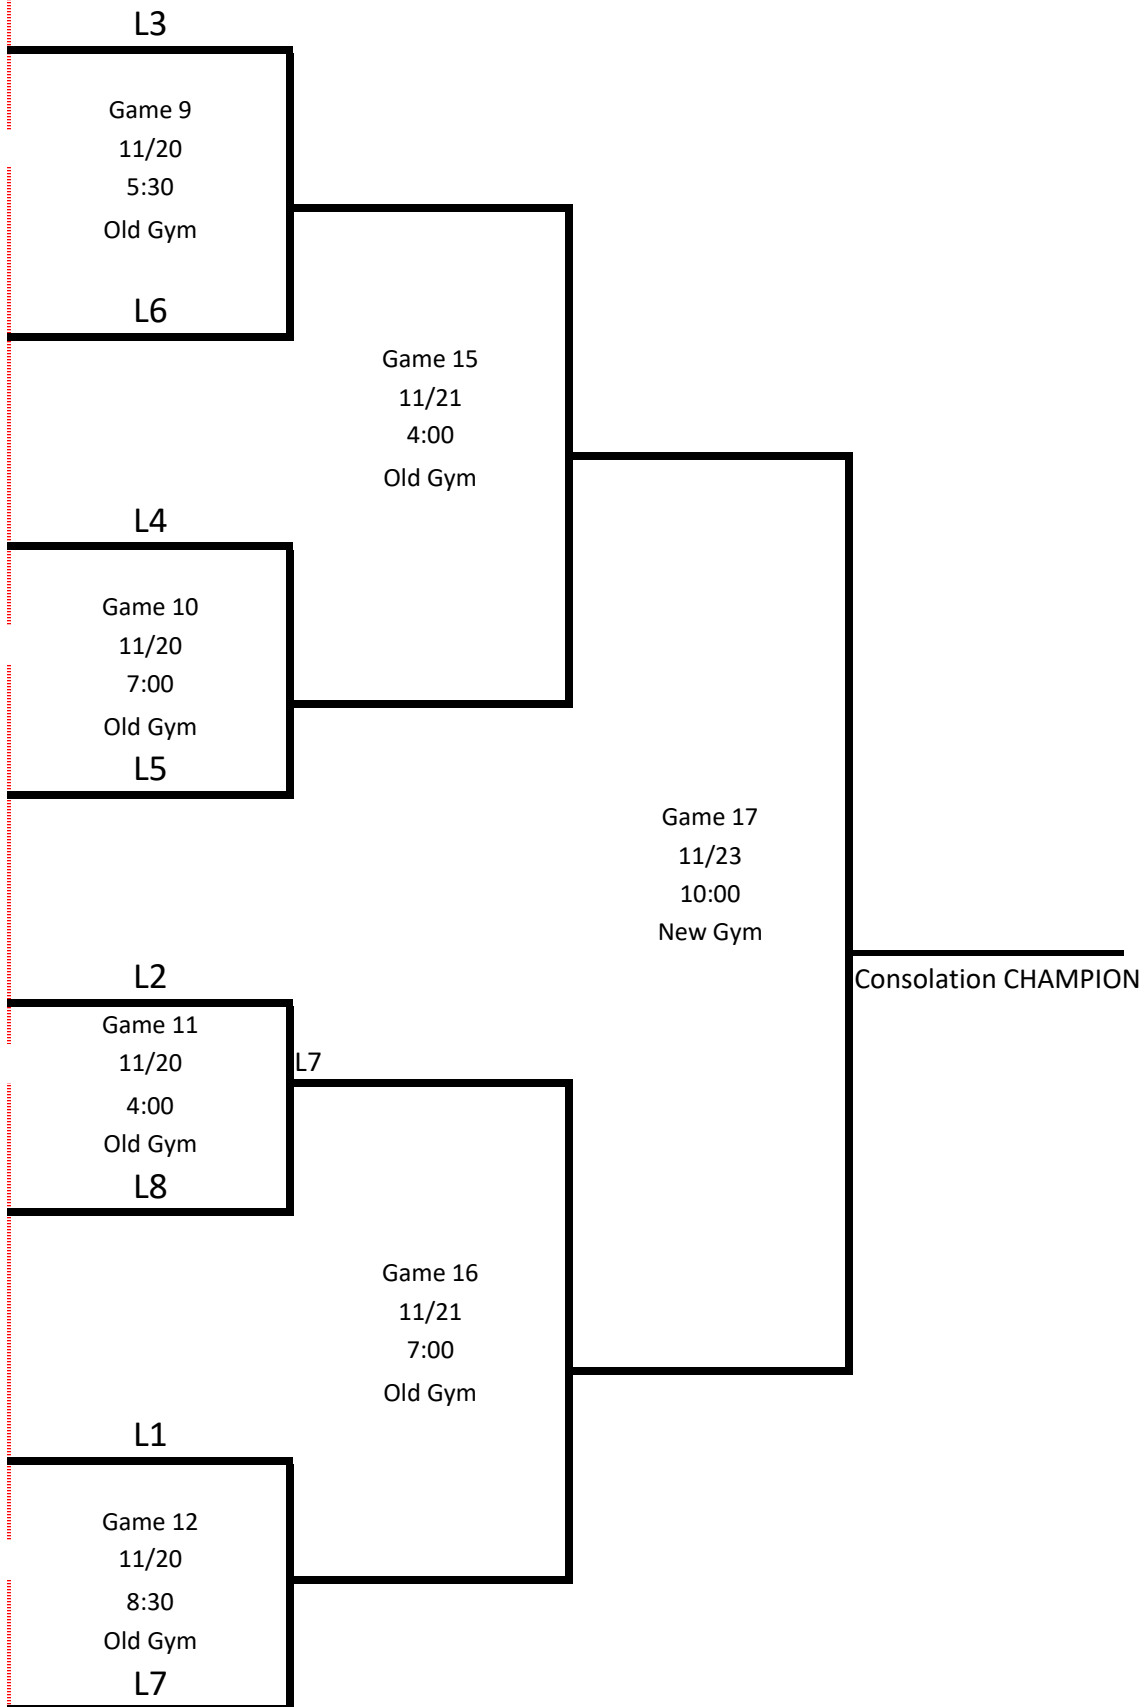 L3
Game 9
11/20
5:30
Old Gym
L6
Game 15
11/21
4:00
Old Gym
L4
Game 10
11/20
7:00
Old Gym
L5
Game 17
11/23
10:00
New Gym
Consolation CHAMPION
L2
Game 11
11/20
4:00
Old Gym
L8
L7
Game 16
11/21
7:00
Old Gym
L1
Game 12
11/20
8:30
Old Gym
L7